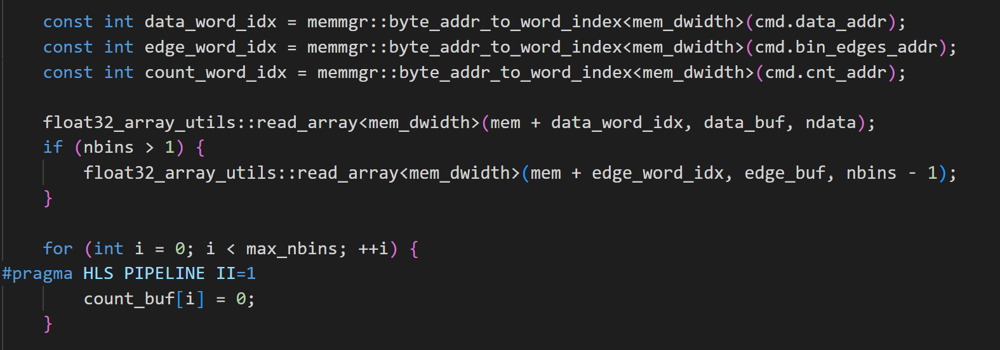 const int data_word_idx = memmgr::byte_addr_to_word_index<mem_dwidth>(cmd.data_addr);
const int edge_word_idx = memmgr::byte_addr_to_word_index<mem_dwidth>(cmd.bin_edges_addr);
const int count_word_idx = memmgr::byte_addr_to_word_index<mem_dwidth>(cmd.cnt_addr);
float32_array_utils::read_array<mem_dwidth>(mem + data_word_idx, data_buf, ndata);
if (nbins > 1) {
float32_array_utils::read_array<mem_dwidth>(mem + edge_word_idx, edge_buf, nbins - 1);
}
for (int i = 0; i < max_nbins; ++i) {
#pragma HLS PIPELINE II=1
count_buf[i] = 0;
}